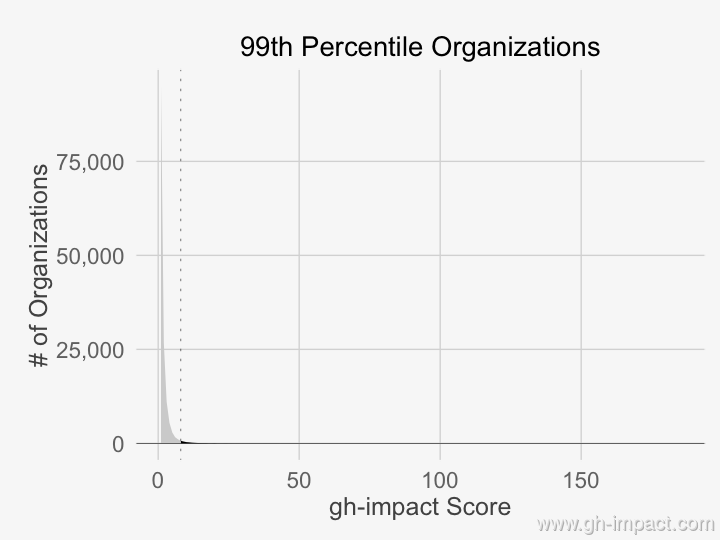 99th Percentile Organizations
# of Organizations
75,000
50,000
25,000
0
0 50 100 150
gh-impact Score
www.gh-impact.com